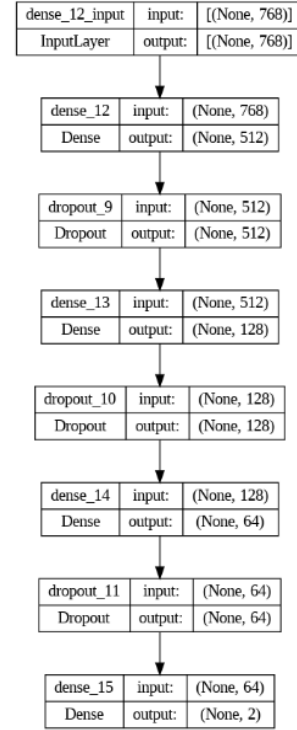 dense_12_input input: [(None, 768)]
InputLayer output: [(None, 768)]
dense_12 input: (None, 768)
Dense output: (None, 512)
dropout_9 input: (None, 512)
Dropout output: (None, 512)
dense_13 input: (None, 512)
Dense output: (None, 128)
dropout_10 input: (None, 128)
Dropout output: (None, 128)
dense_14 input: (None, 128)
Dense output: (None, 64)
dropout_11 input: (None, 64)
Dropout output: (None, 64)
dense_15 input: (None, 64)
Dense output: (None, 2)